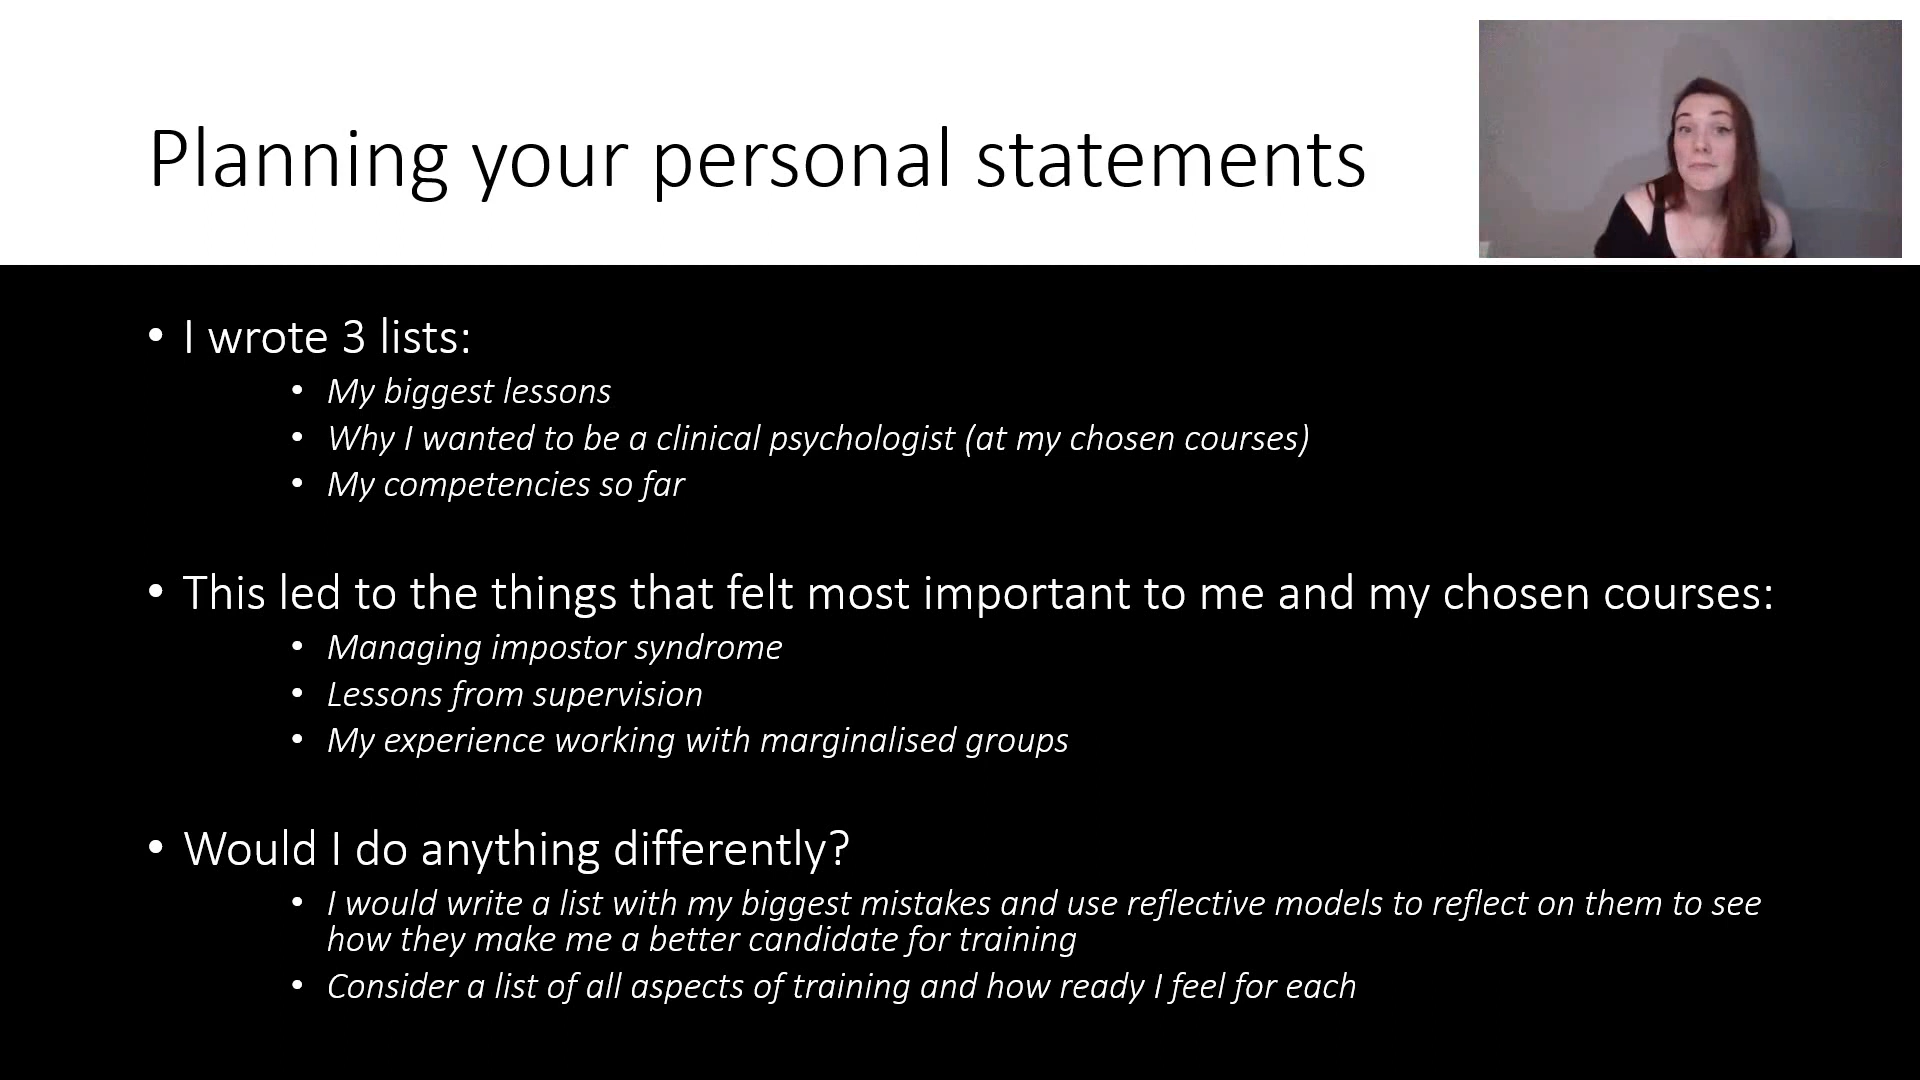 Planning your personal statements
• I wrote 3 lists:
• My biggest lessons
• Why I wanted to be a clinical psychologist (at my chosen courses)
• My competencies so far
• This led to the things that felt most important to me and my chosen courses:
• Managing impostor syndrome
• Lessons from supervision
• My experience working with marginalised groups
• Would I do anything differently?
• I would write a list with my biggest mistakes and use reflective models to reflect on them to see
how they make me a better candidate for training
• Consider a list of all aspects of training and how ready I feel for each